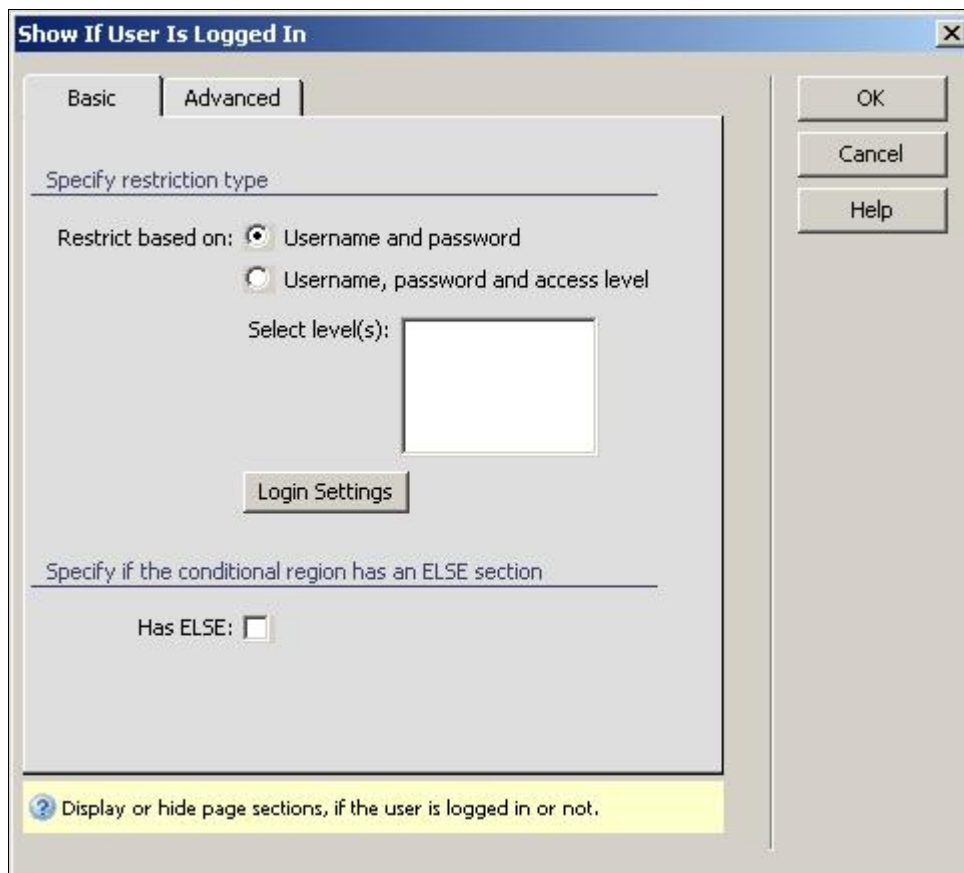 Show If User Is Logged In
Basic
Advanced
OK
Cancel
Help
Specify restriction type
Restrict based on: Username and password
Username, password and access level
Select level(s):
Login Settings
Specify if the conditional region has an ELSE section
Has ELSE:
Display or hide page sections, if the user is logged in or not.